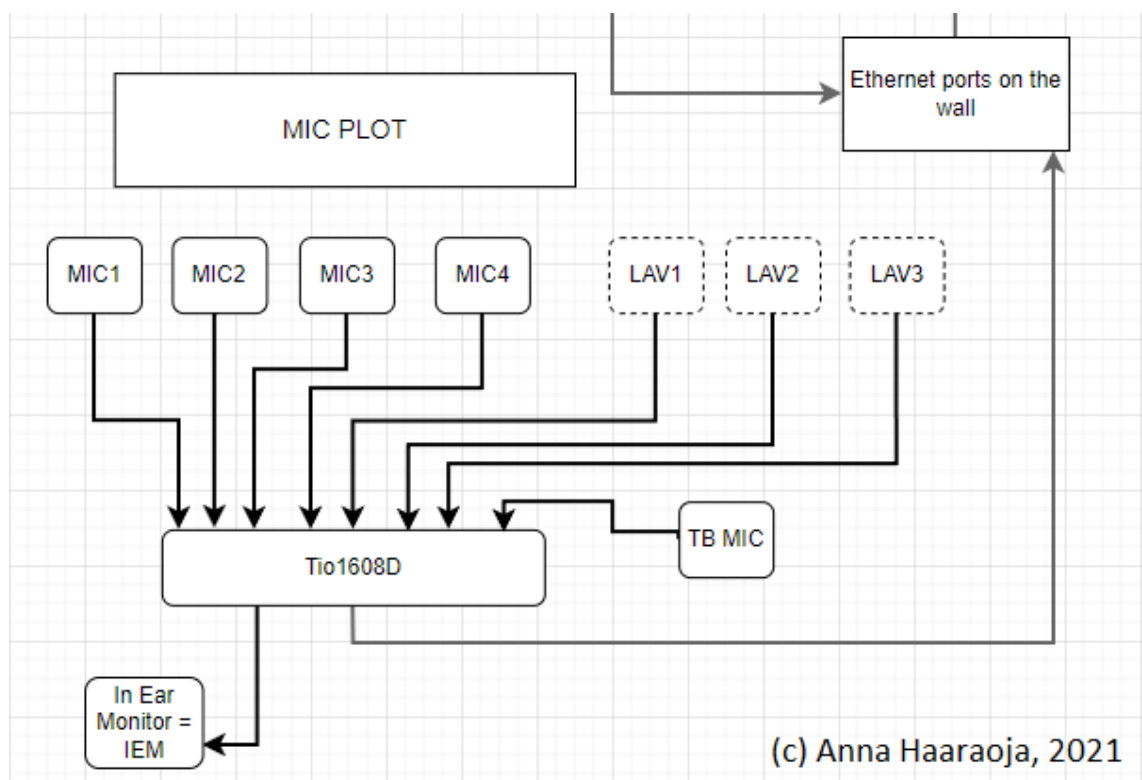 Ethernet ports on the
wall
MIC PLOT
MIC1
MIC2
MIC3
MIC4
LAV1
LAV2
LAV3
TB MIC
Tio1608D
In Ear
Monitor =
IEM
(c) Anna Haaraoja, 2021